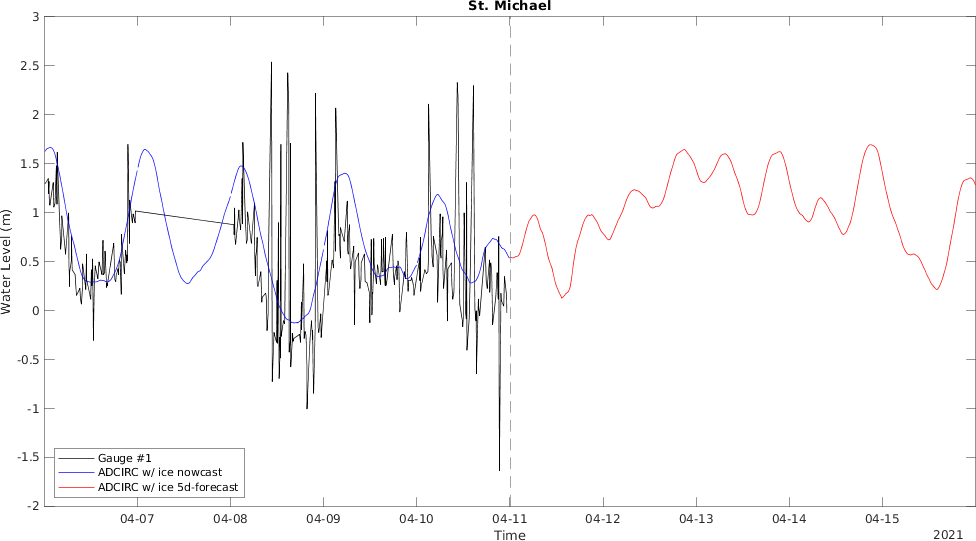 St. Michael
3
2.5
2
1.5
1
0.5
0
-0.5
-1
-1.5
-2
Water Level (m)
Gauge #1
ADCIRC w/ ice nowcast
ADCIRC w/ ice 5d-forecast
04-07 04-08 04-09 04-10 04-11 04-12 04-13 04-14 04-15
Time
2021